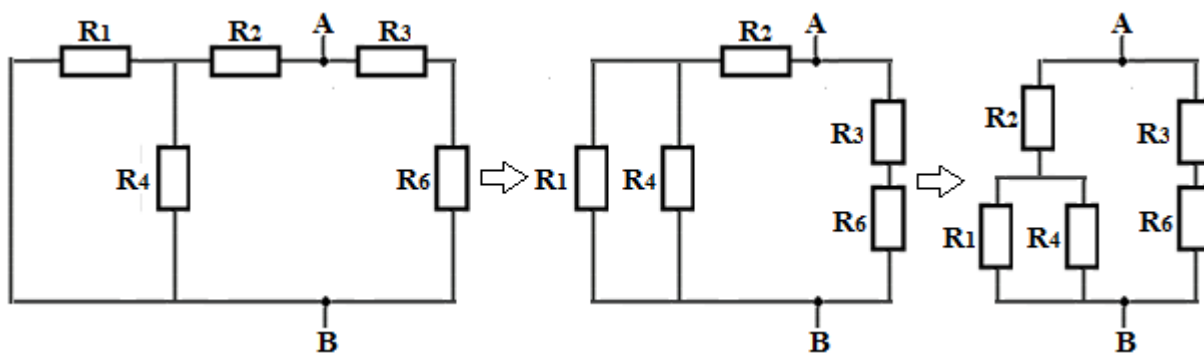 R1 R2 A R3
R4 R6
B
R2 A
R1 R4 R3
R6
B
A
R2 R3
R1 R4 R6
B